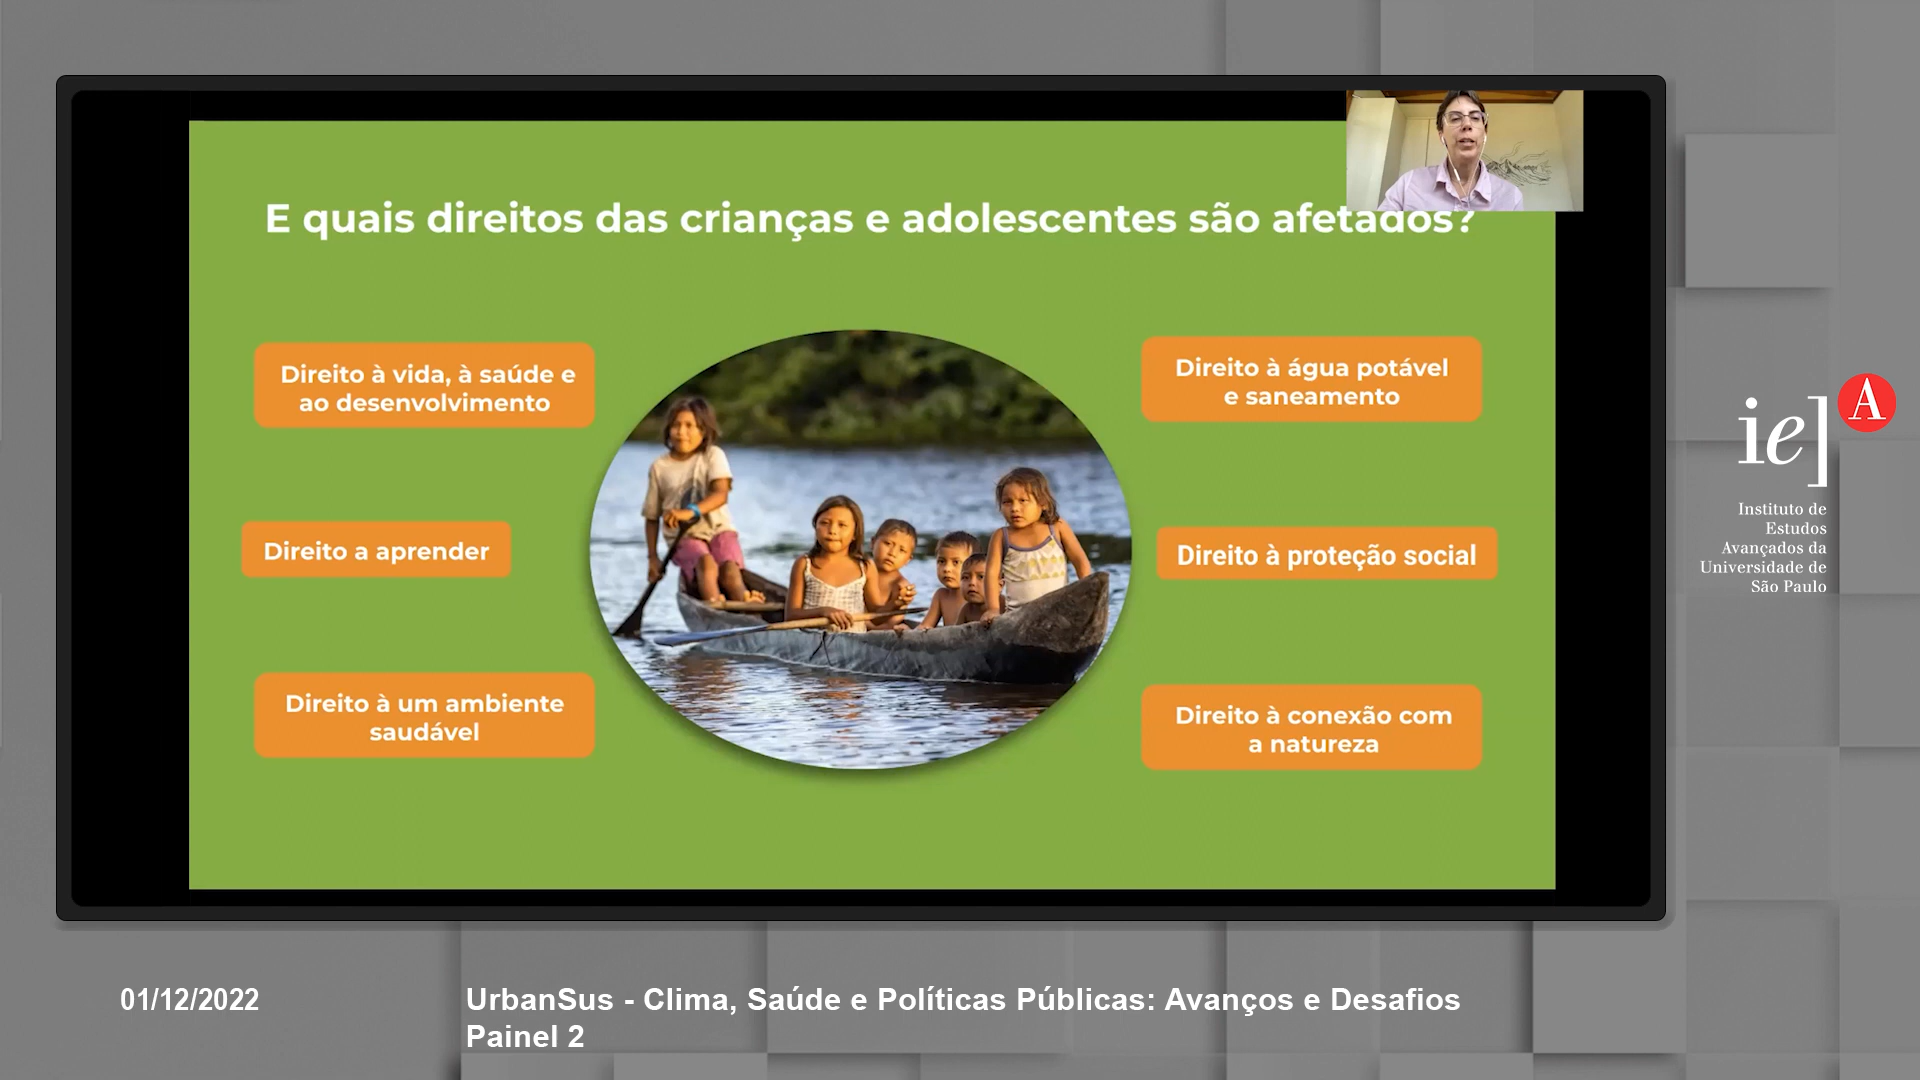 E quais direitos das crianças e adolescentes são afetados?
Direito à vida, à saúde e
ao desenvolvimento
Direito à água potável
e saneamento
Direito a aprender
Direito à proteção social
Direito à um ambiente
saudável
Direito à conexão com
a natureza
ie] A
Instituto de
Estudos
Avançados da
Universidade de
São Paulo
01/12/2022
UrbanSus - Clima, Saúde e Políticas Públicas: Avanços e Desafios
Painel 2